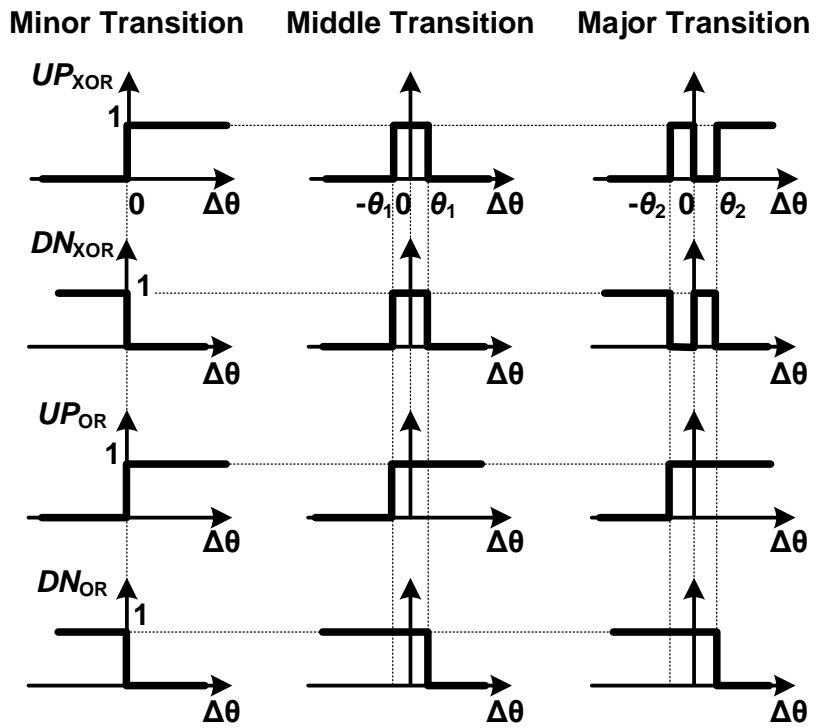 Minor Transition Middle Transition Major Transition
UPXOR
1
0 Δθ -θ1 0 θ1 Δθ -θ2 0 θ2 Δθ
DNXOR
1
Δθ Δθ Δθ
UPOR
1
Δθ Δθ Δθ
DNOR
1
Δθ Δθ Δθ